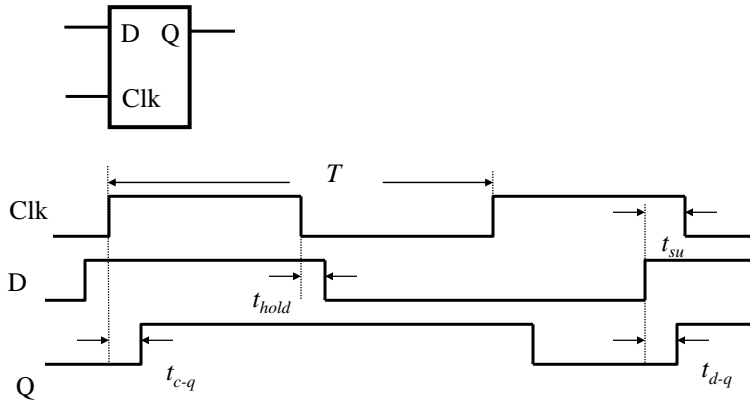 D Q
Clk
T
Clk
t_su
D
t_hold
t_c-q
t_d-q
Q